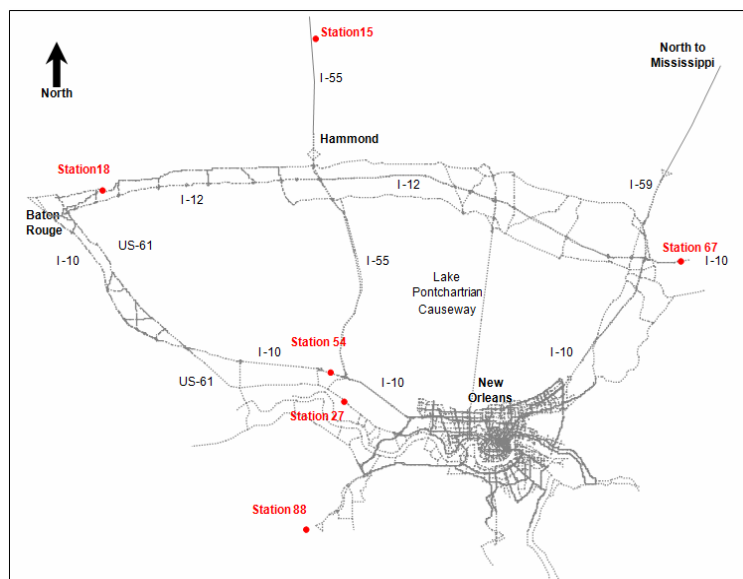 Station15
North to
Mississippi
I-55
North
Hammond
Station18
I-59
I-12
I-12
Baton
Rouge
US-61
Station 67
I-10
I-10
I-55
Lake
Pontchartrian
Causeway
Station 54
I-10
I-10
US-61
I-10
New
Orleans
Station 27
Station 88